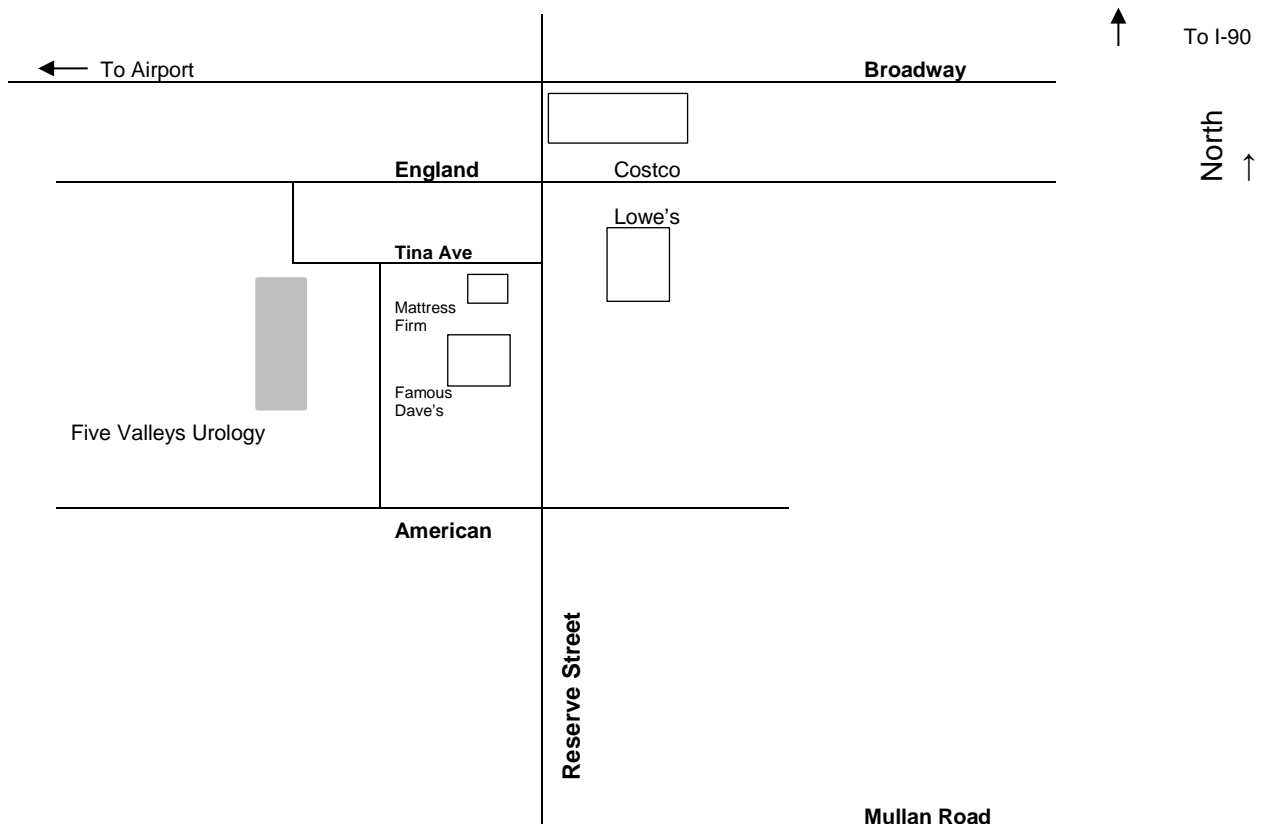 To I-90
To Airport
Broadway
North
↑
England
Costco
Lowe’s
Tina Ave
Mattress
Firm
Famous
Dave’s
Five Valleys Urology
American
Reserve Street
Mullan Road